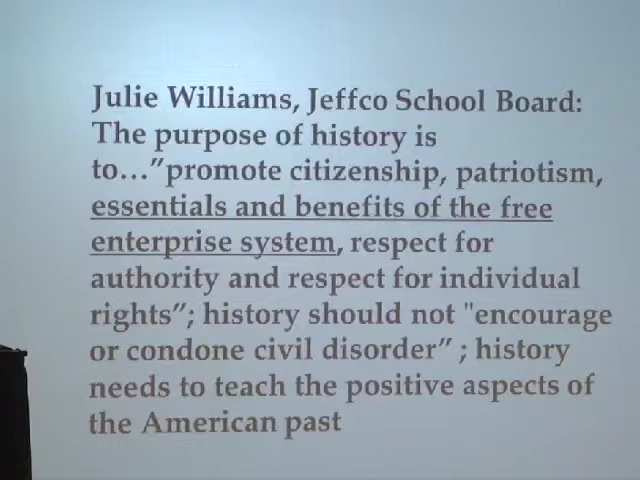 Julie Williams, Jeffco School Board:
The purpose of history is
to…”promote citizenship, patriotism,
essentials and benefits of the free
enterprise system, respect for
authority and respect for individual
rights”; history should not "encourage
or condone civil disorder” ; history
needs to teach the positive aspects of
the American past